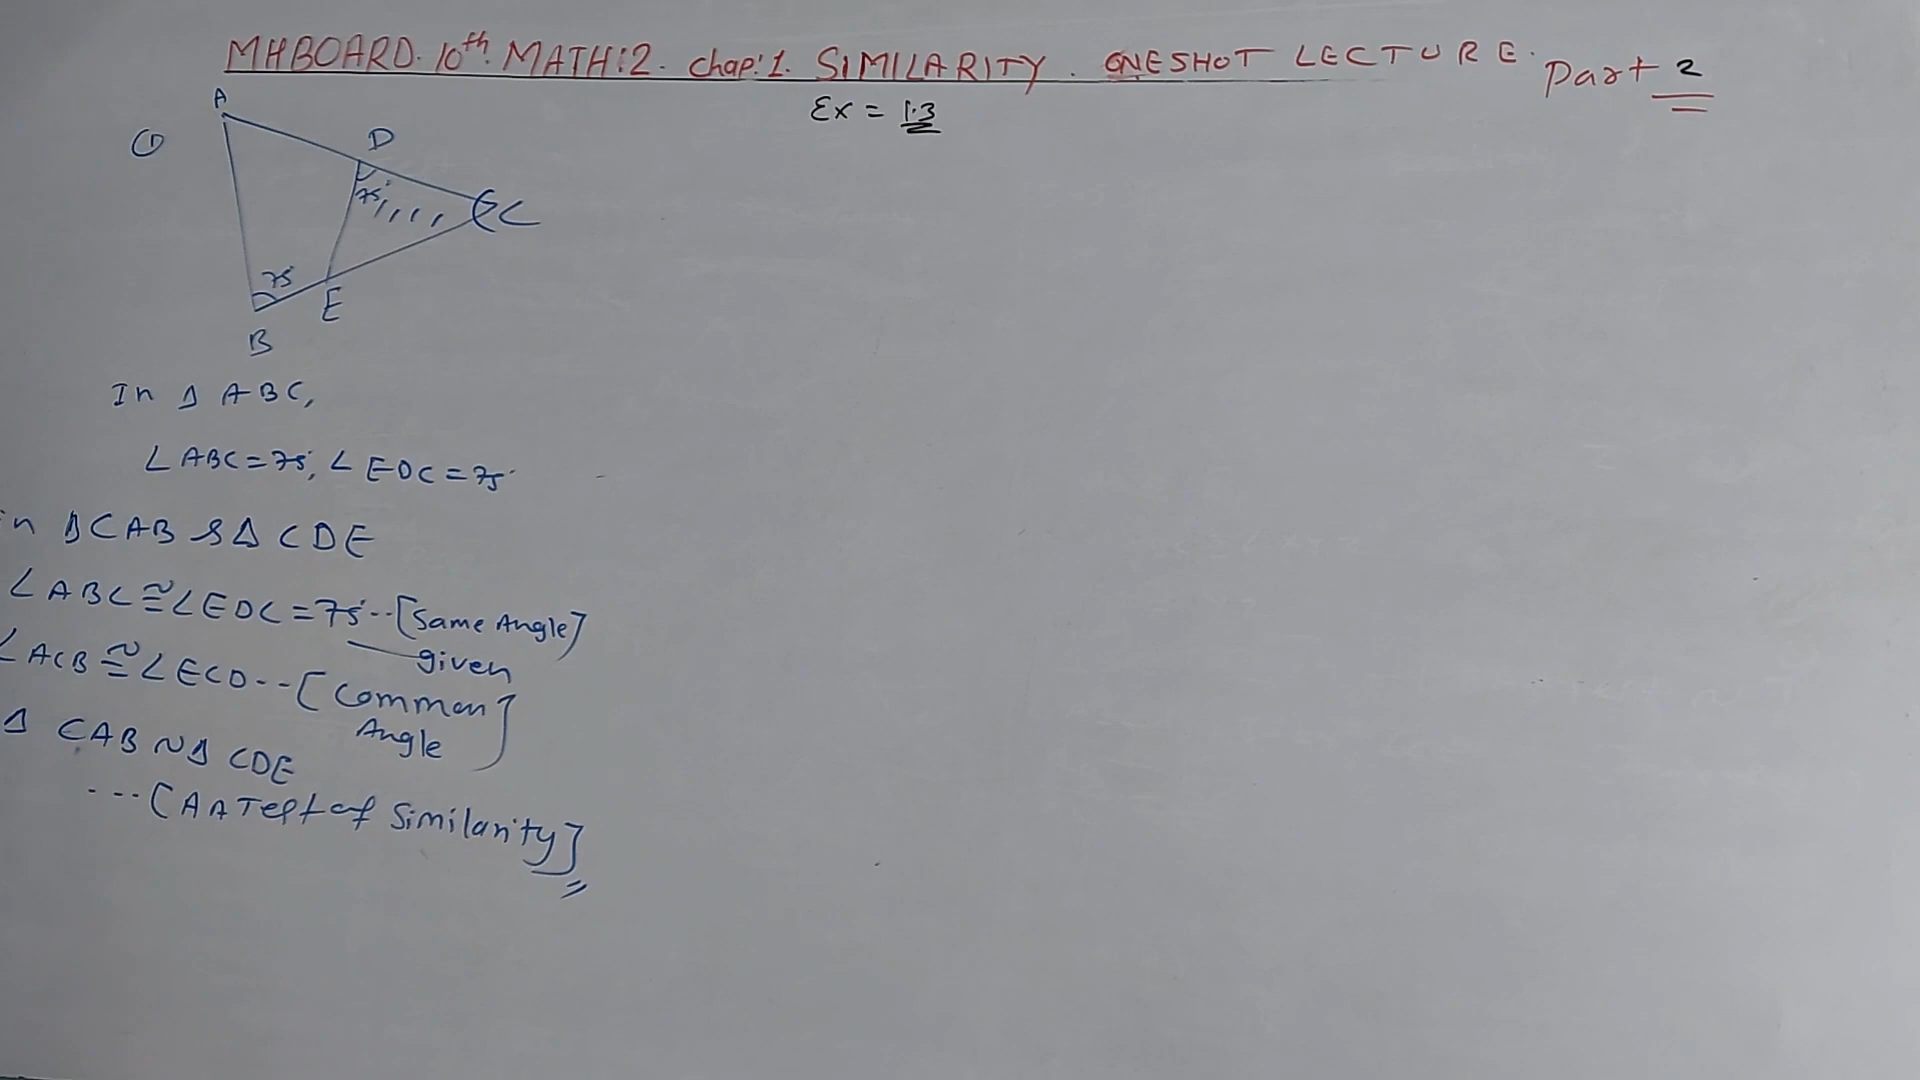 MHBOARD. 10th. MATH:2. chap:1. SIMILARITY. ONESHOT LECTURE. Part 2
Ex = 1.3
①
A
D
75°
C
75
E
B
In Δ ABC,
∠ABC=75°, ∠EDC=75°
in ΔCAB & Δ CDE
∠ABC≅∠EDC=75°--[Same Angle]
given
∠ACB≅∠ECD--[Common
Angle]
Δ CAB ~Δ CDE
---[AA Test of Similarity]